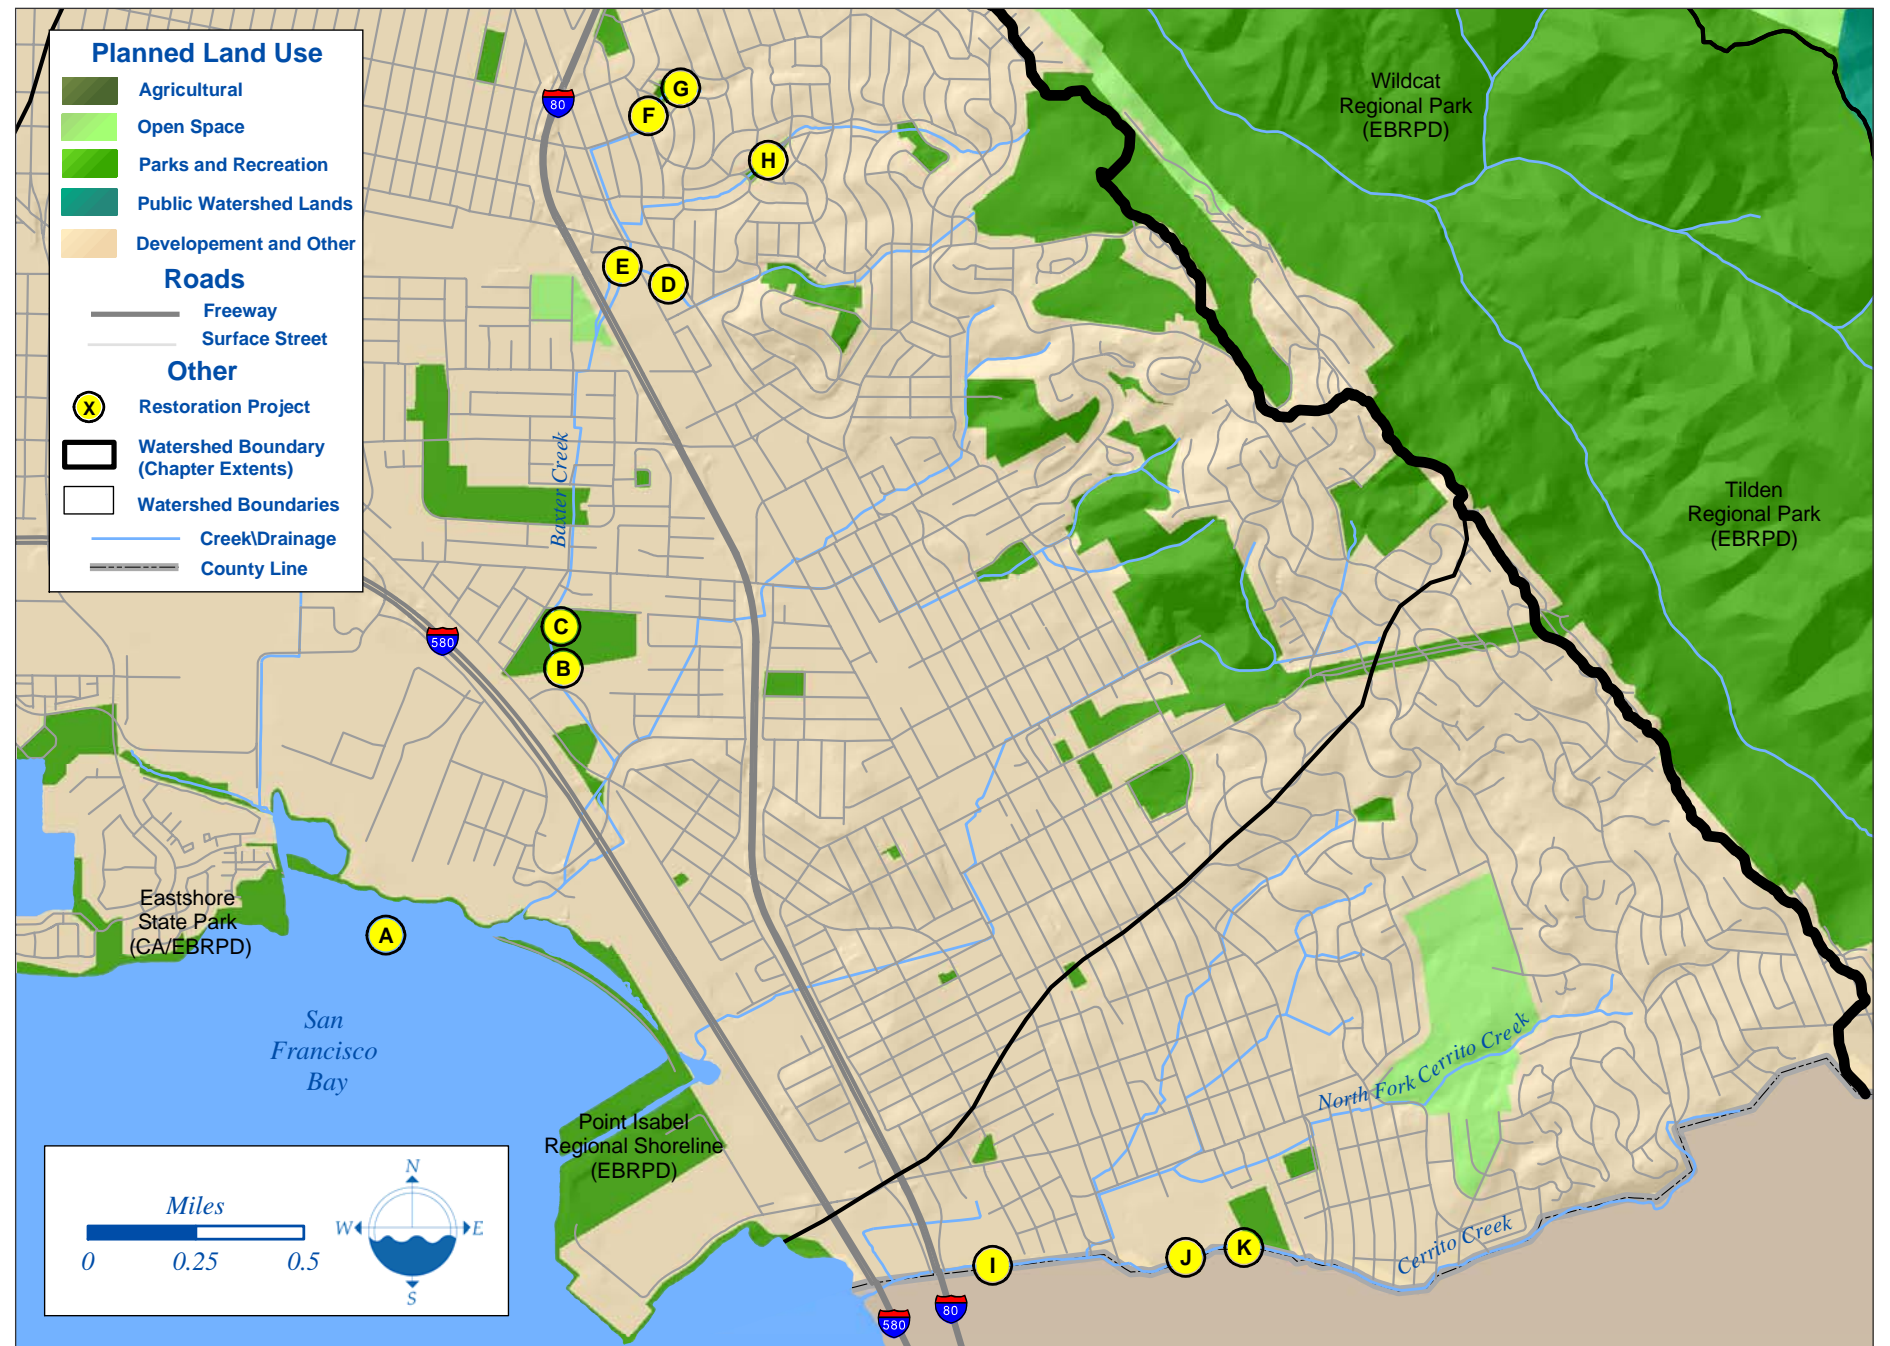 Planned Land Use
Agricultural
Open Space
Parks and Recreation
Public Watershed Lands
Developement and Other
Roads
Freeway
Surface Street
Other
X
Restoration Project
Watershed Boundary
(Chapter Extents)
Watershed Boundaries
Creek\Drainage
County Line
80
G
F
H
E
D
Wildcat
Regional Park
(EBRPD)
Baxter Creek
Tilden
Regional Park
(EBRPD)
580
C
B
Eastshore
State Park
(CA/EBRPD)
A
San
Francisco
Bay
North Fork Cerrito Creek
Point Isabel
Regional Shoreline
(EBRPD)
Cerrito Creek
I
J
K
580
80
Miles
0
0.25
0.5
N
W
E
S